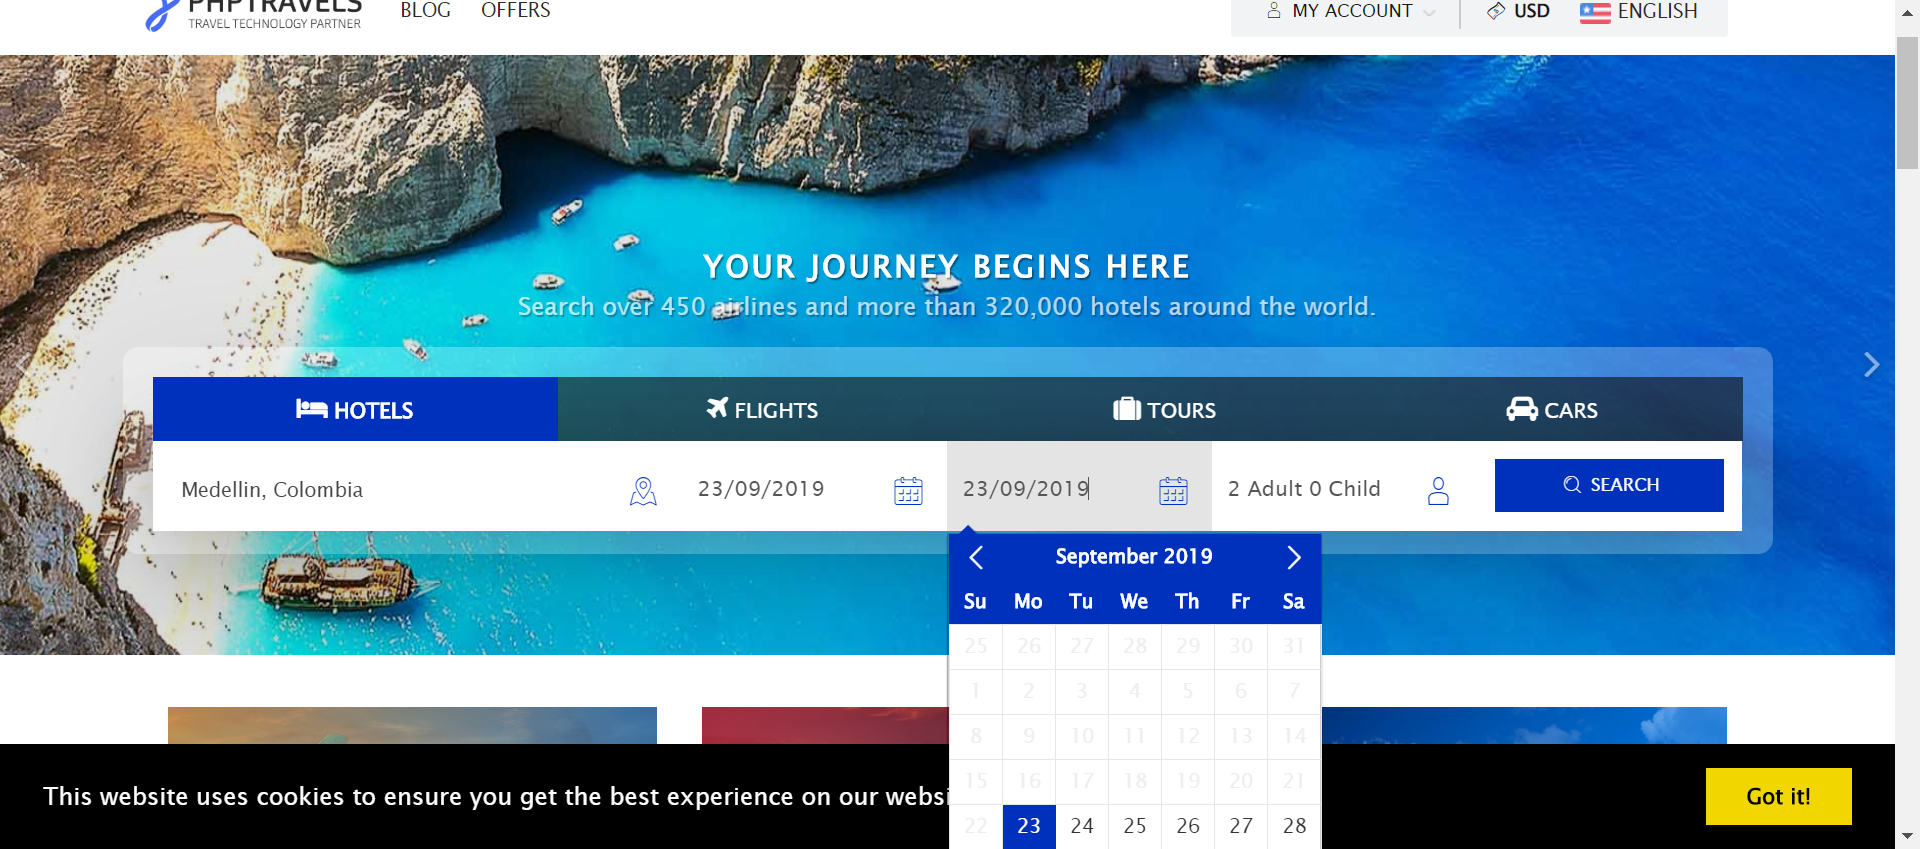 PHPTRAVELS
TRAVEL TECHNOLOGY PARTNER
BLOG OFFERS
MY ACCOUNT USD ENGLISH
YOUR JOURNEY BEGINS HERE
Search over 450 airlines and more than 320,000 hotels around the world.
HOTELS FLIGHTS TOURS CARS
Medellin, Colombia 23/09/2019 23/09/2019 2 Adult 0 Child SEARCH
September 2019
Su Mo Tu We Th Fr Sa
25 26 27 28 29 30 31
1 2 3 4 5 6 7
8 9 10 11 12 13 14
15 16 17 18 19 20 21
22 23 24 25 26 27 28
This website uses cookies to ensure you get the best experience on our websi
Got it!